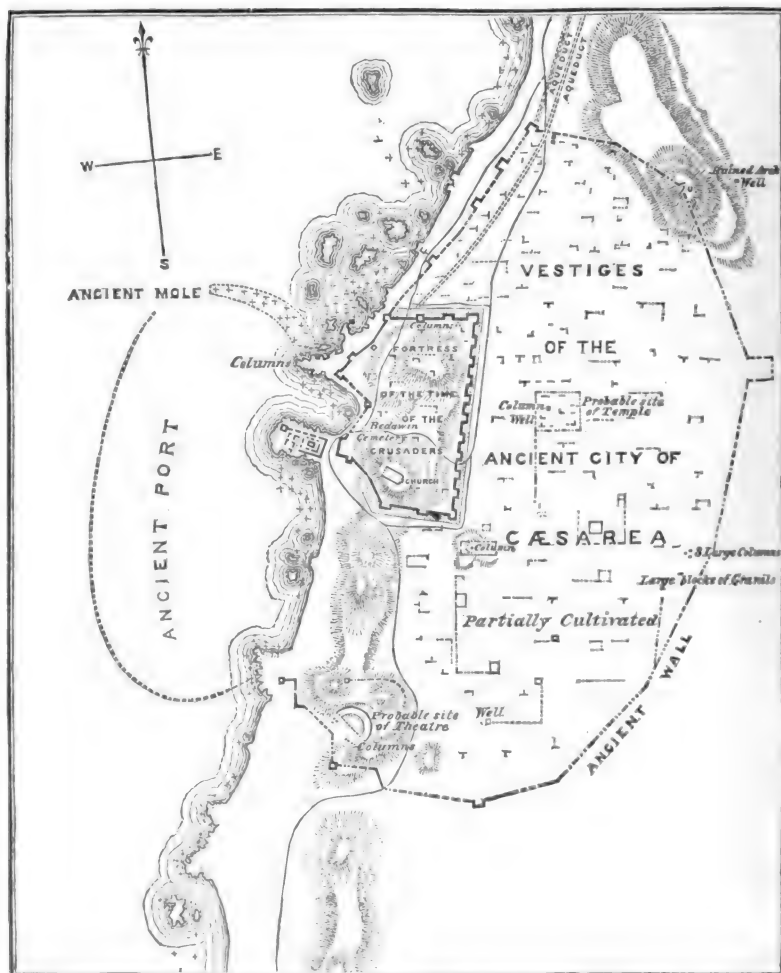 AQUEDUCT
AQUEDUCT
W
E
S
Ruined Arch
Well
ANCIENT MOLE
VESTIGES
Columns
FORTRESS
OF THE
Columns
OF THE TIME
Columns
Well
Probable site
of Temple
OF THE
Bedawin
Cemetery
CRUSADERS
ANCIENT CITY OF
CHURCH
ANCIENT PORT
CÆSAREA
Column
8 Large Columns
Large blocks of Granite
Partially Cultivated
Probable site
of Theatre
Well
Columns
ANCIENT WALL